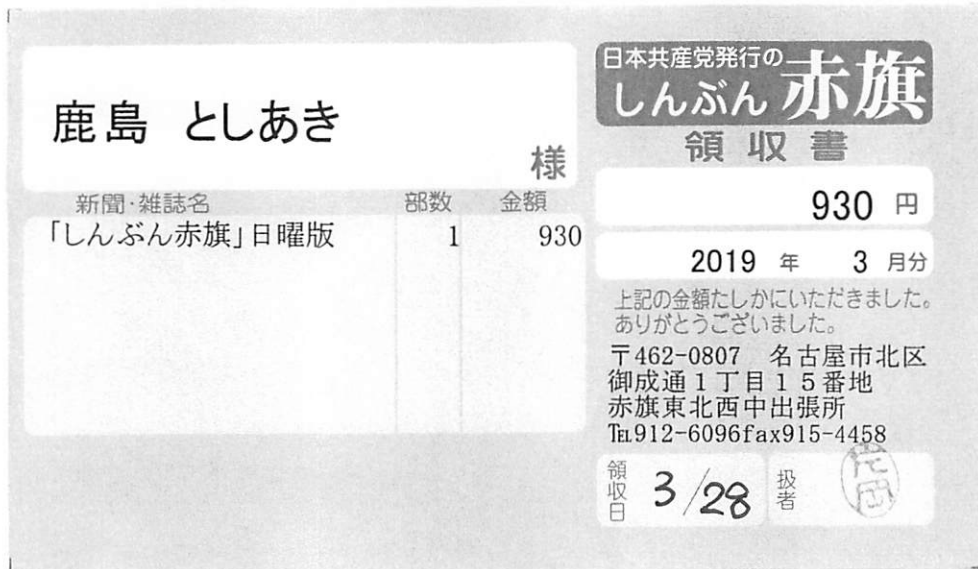 鹿島 としあき
様
新聞・雑誌名 部数 金額
「しんぶん赤旗」日曜版 1 930
日本共産党発行の
しんぶん赤旗
領収書
930 円
2019 年 3 月分
上記の金額たしかにいただきました。
ありがとうございました。
〒462-0807 名古屋市北区
御成通1丁目15番地
赤旗東北西中出張所
℡912-6096fax915-4458
領収日 3/28 扱者